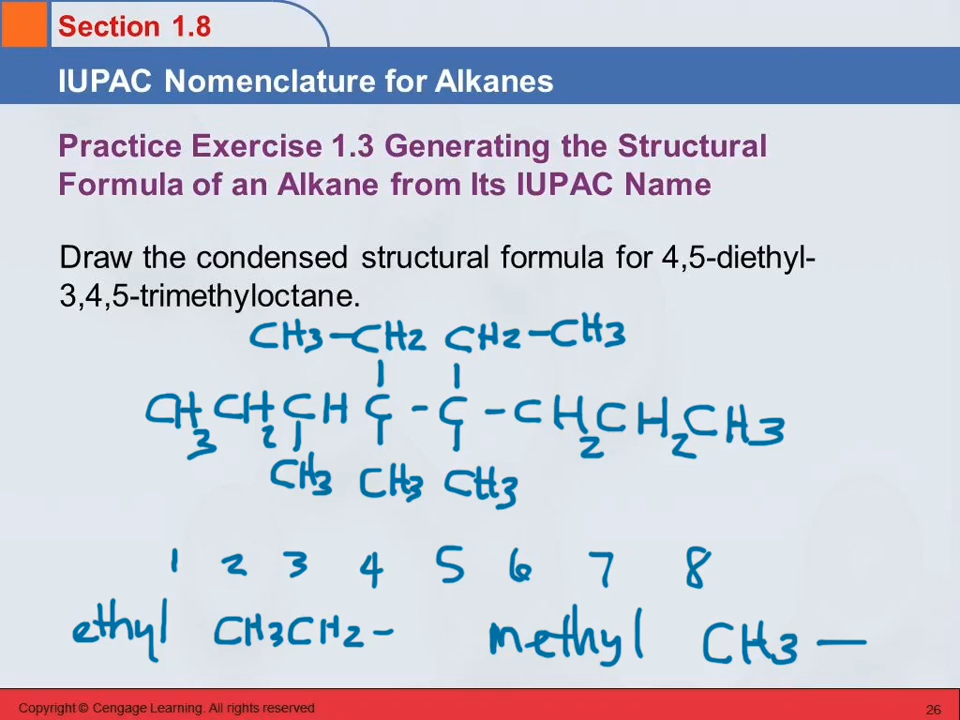 Section 1.8
IUPAC Nomenclature for Alkanes
Practice Exercise 1.3 Generating the Structural
Formula of an Alkane from Its IUPAC Name
Draw the condensed structural formula for 4,5-diethyl-
3,4,5-trimethyloctane.
CH3-CH2 CH2-CH3
CH3CH2CHC-C-CH2CH2CH3
CH3 CH3 CH3
1 2 3 4 5 6 7 8
ethyl CH3CH2- methyl CH3-
Copyright © Cengage Learning. All rights reserved 26